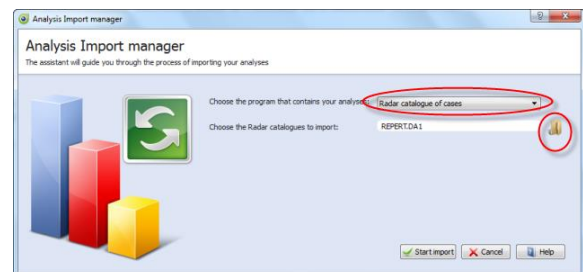 Analysis Import manager
Analysis Import manager
The assistant will guide you through the process of importing your analyses
Choose the program that contains your analyses: Radar catalogue of cases
Choose the Radar catalogues to import: REPERT.DA1
Start import Cancel Help